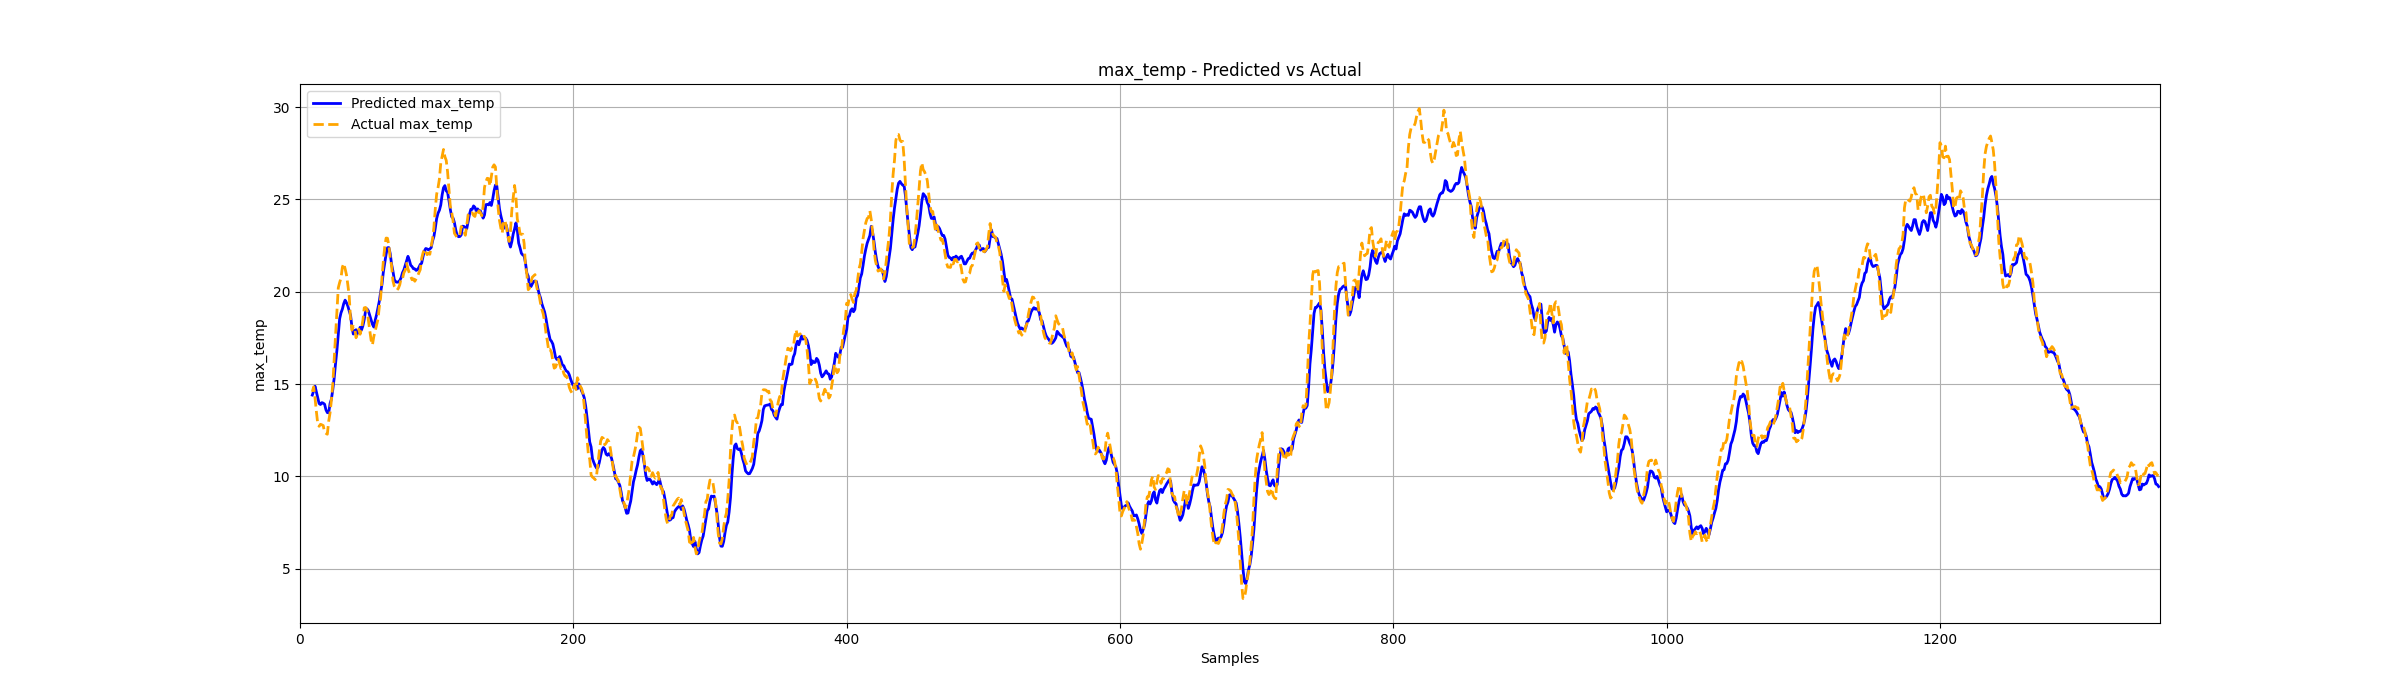 max_temp - Predicted vs Actual
Predicted max_temp
Actual max_temp
30
25
20
15
10
5
max_temp
0 200 400 600 800 1000 1200
Samples